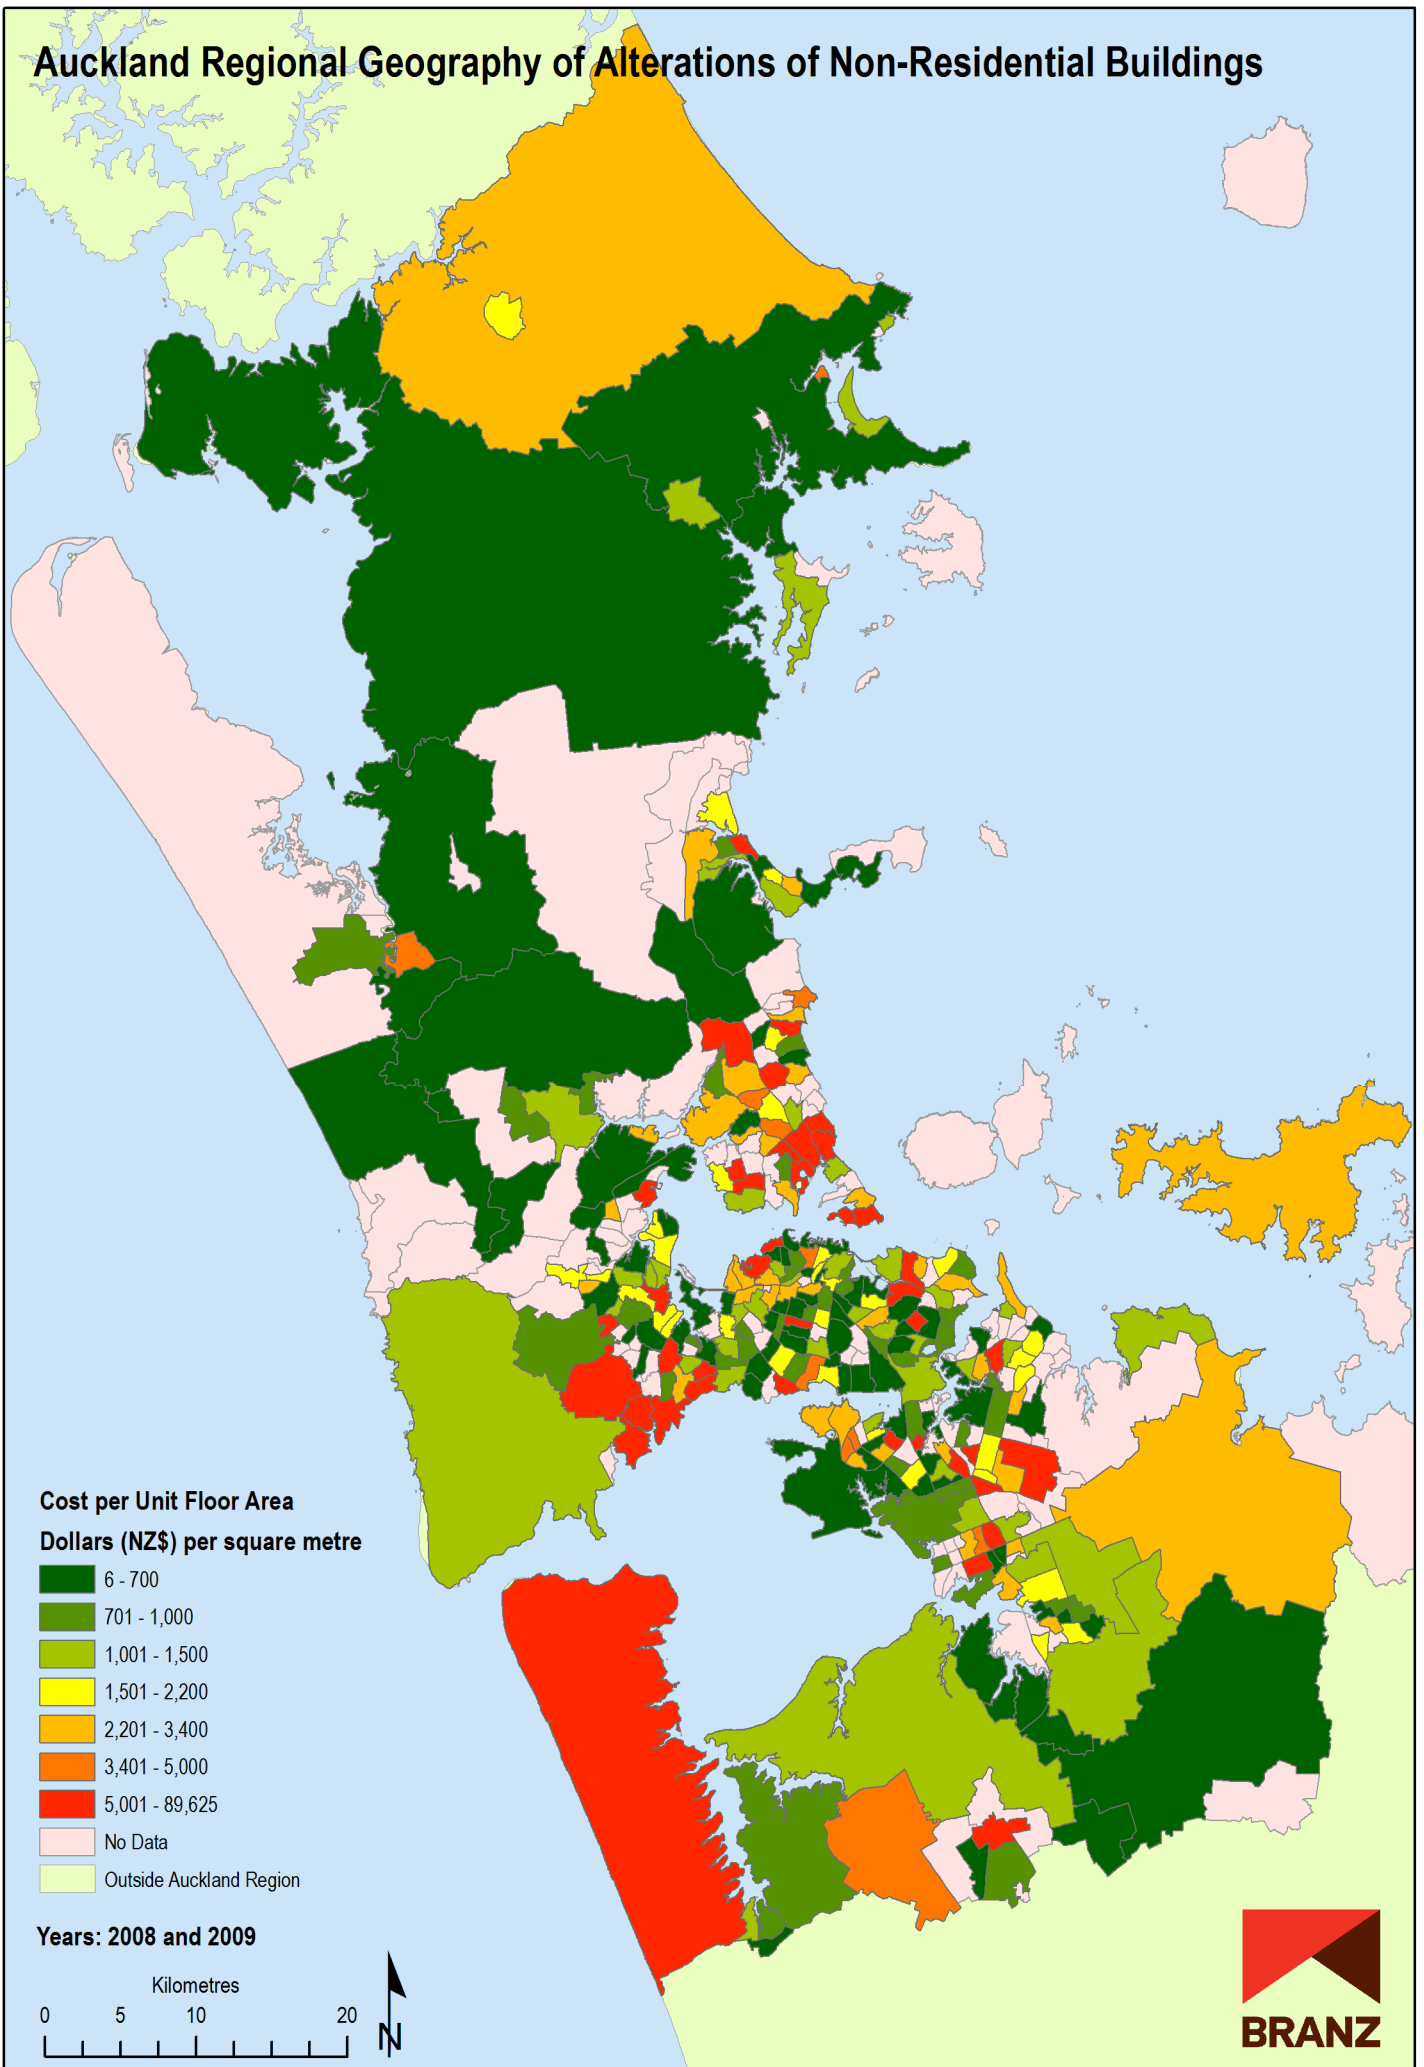 Auckland Regional Geography of Alterations of Non-Residential Buildings
Cost per Unit Floor Area
Dollars (NZ$) per square metre
6 - 700
701 - 1,000
1,001 - 1,500
1,501 - 2,200
2,201 - 3,400
3,401 - 5,000
5,001 - 89,625
No Data
Outside Auckland Region
Years: 2008 and 2009
Kilometres
0 5 10 20
N
BRANZ